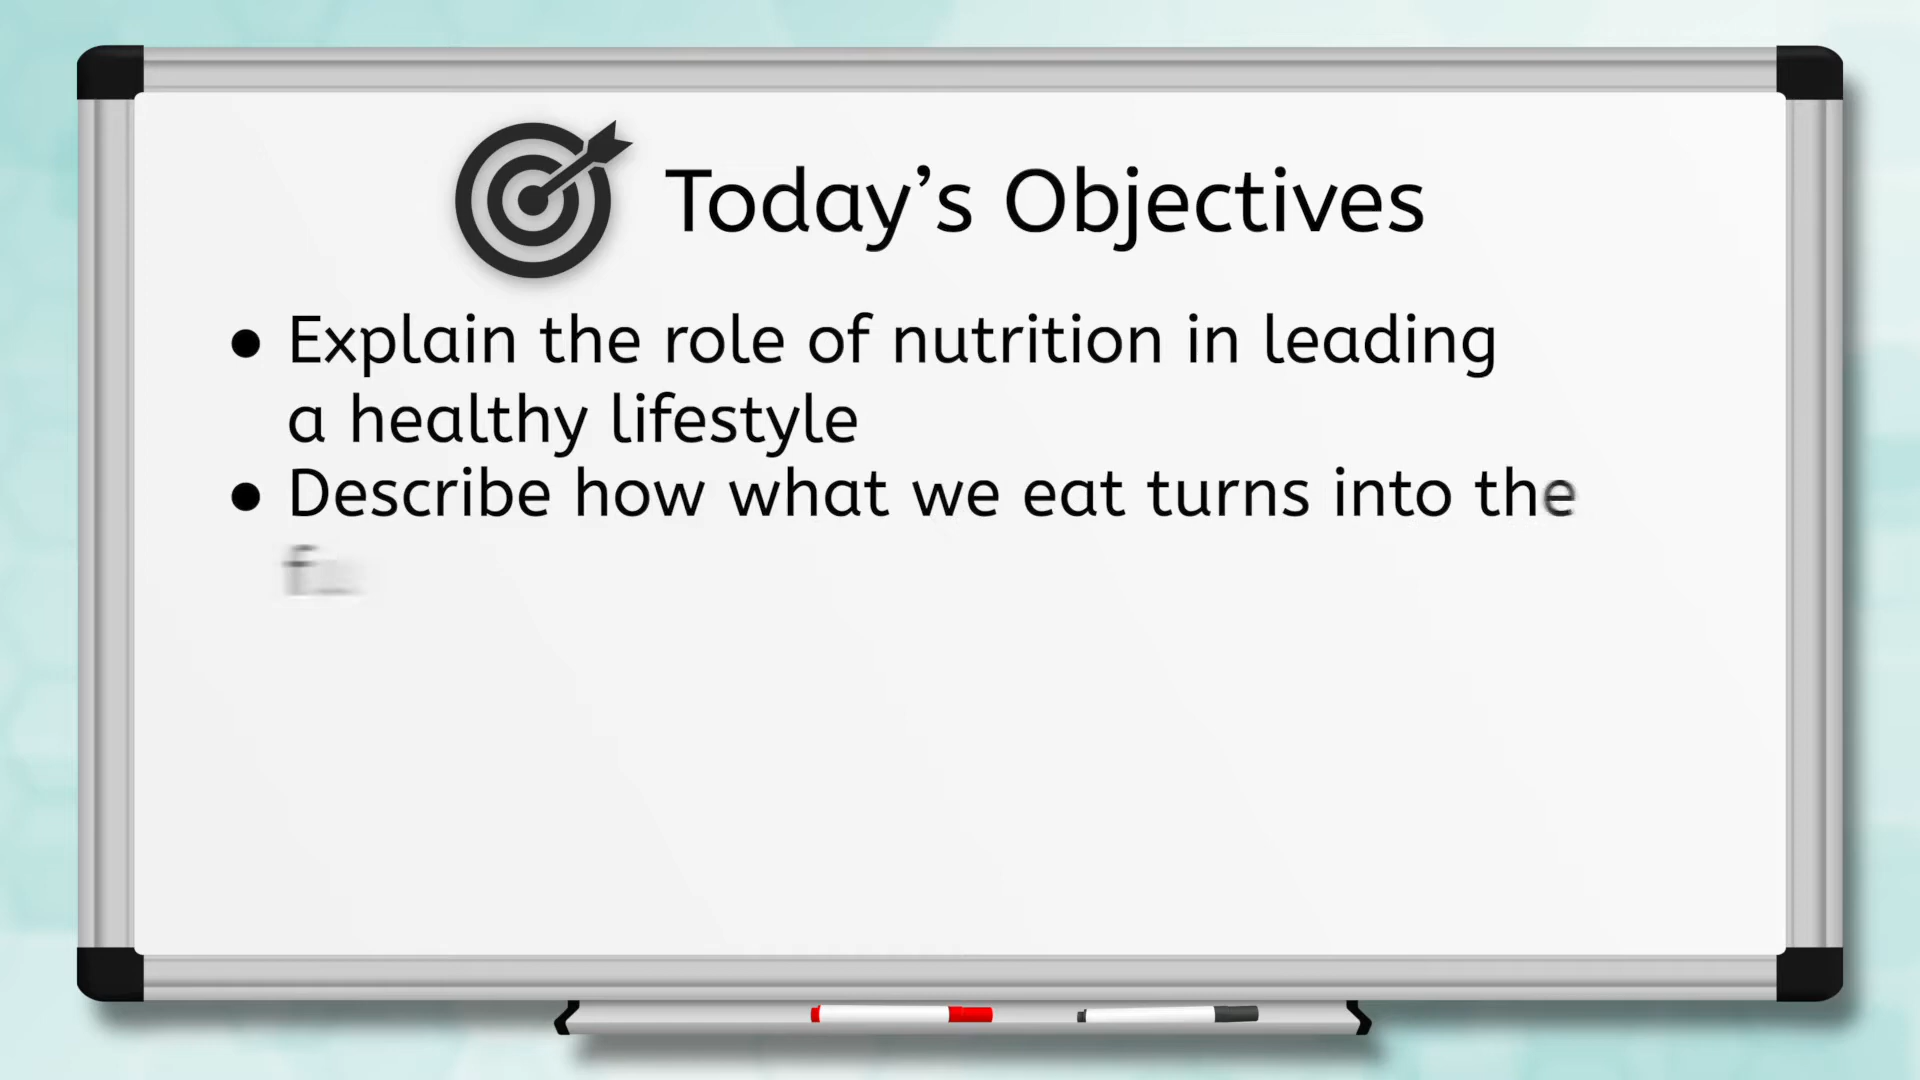 Today’s Objectives
● Explain the role of nutrition in leading
a healthy lifestyle
● Describe how what we eat turns into the